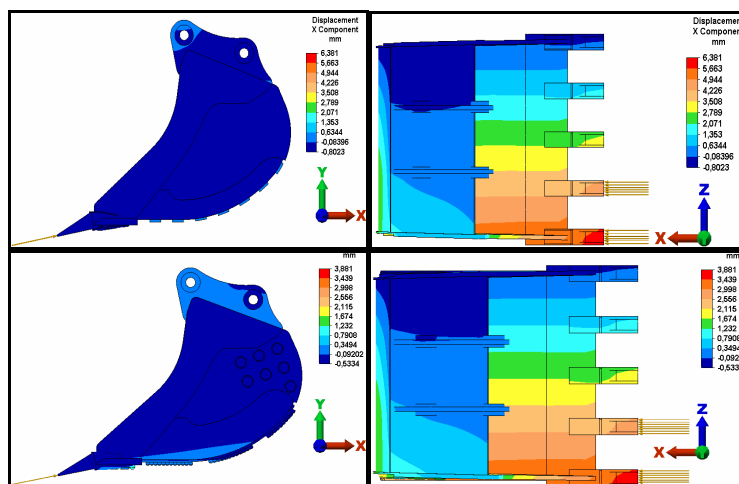 Displacement
X Component
mm
6,381
5,663
4,944
4,226
3,508
2,789
2,071
1,353
0,6344
-0,08396
-0,8023
Y
X
Displacement
X Component
mm
6,381
5,663
4,944
4,226
3,508
2,789
2,071
1,353
0,6344
-0,08396
-0,8023
Z
X
mm
3,881
3,439
2,998
2,556
2,115
1,674
1,232
0,7908
0,3494
-0,09202
-0,5334
Y
X
mm
3,881
3,439
2,998
2,556
2,115
1,674
1,232
0,7908
0,3494
-0,0920
-0,5334
Z
X